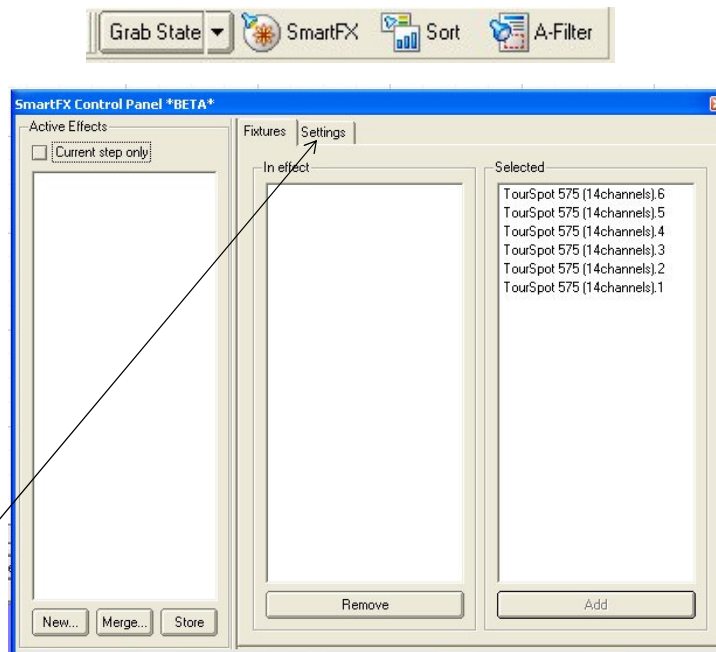 Grab State SmartFX Sort A-Filter
SmartFX Control Panel *BETA*
Active Effects
Current step only
New... Merge... Store
Fixtures Settings
In effect
Remove
Selected
TourSpot 575 (14channels).6
TourSpot 575 (14channels).5
TourSpot 575 (14channels).4
TourSpot 575 (14channels).3
TourSpot 575 (14channels).2
TourSpot 575 (14channels).1
Add